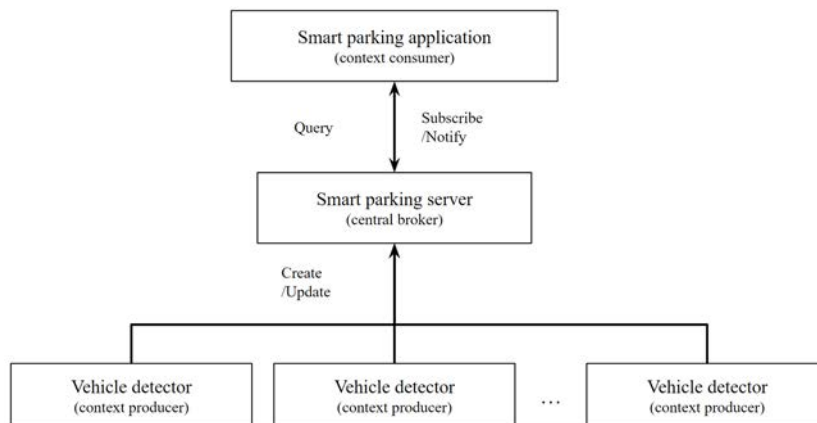 Smart parking application
(context consumer)
Query
Subscribe
/Notify
Smart parking server
(central broker)
Create
/Update
Vehicle detector
(context producer)
Vehicle detector
(context producer)
...
Vehicle detector
(context producer)